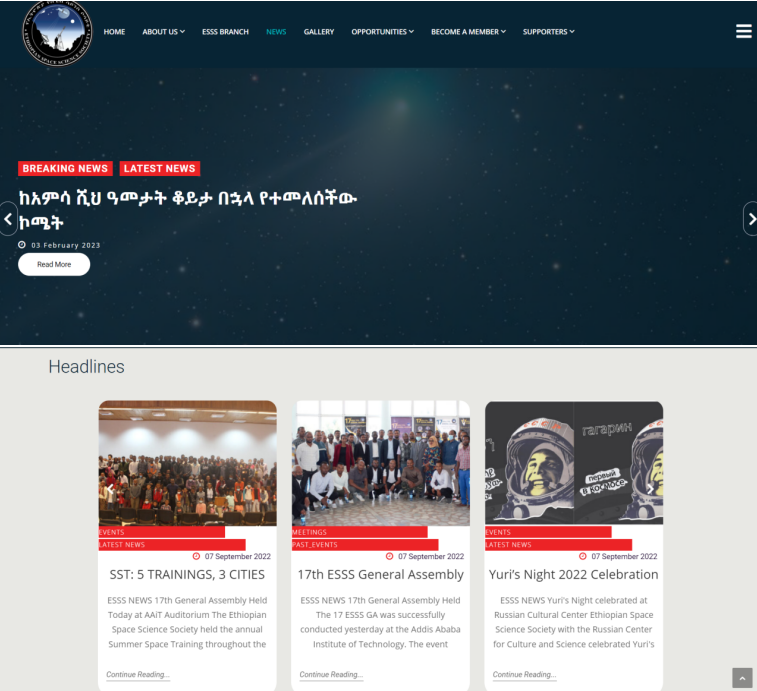 HOME
ABOUT US
ESSS BRANCH
NEWS
GALLERY
OPPORTUNITIES
BECOME A MEMBER
SUPPORTERS
BREAKING NEWS
LATEST NEWS
ከአምሳ ሺህ ዓመታት ቆይታ በኋላ የተመለሰችው
ኮሜት
03 February 2023
Read More
Headlines
EVENTS
LATEST NEWS
07 September 2022
SST: 5 TRAININGS, 3 CITIES
ESSS NEWS 17th General Assembly Held
Today at AAiT Auditorium The Ethiopian
Space Science Society held the annual
Summer Space Training throughout the
Continue Reading...
MEETINGS
PAST_EVENTS
07 September 2022
17th ESSS General Assembly
ESSS NEWS 17th General Assembly Held
The 17 ESSS GA was successfully
conducted yesterday at the Addis Ababa
Institute of Technology. The event
Continue Reading...
гагарин
первый
в космосе.
EVENTS
LATEST NEWS
07 September 2022
Yuri's Night 2022 Celebration
ESSS NEWS Yuri's Night celebrated at
Russian Cultural Center Ethiopian Space
Science Society with the Russian Center
for Culture and Science celebrated Yuri's
Continue Reading...